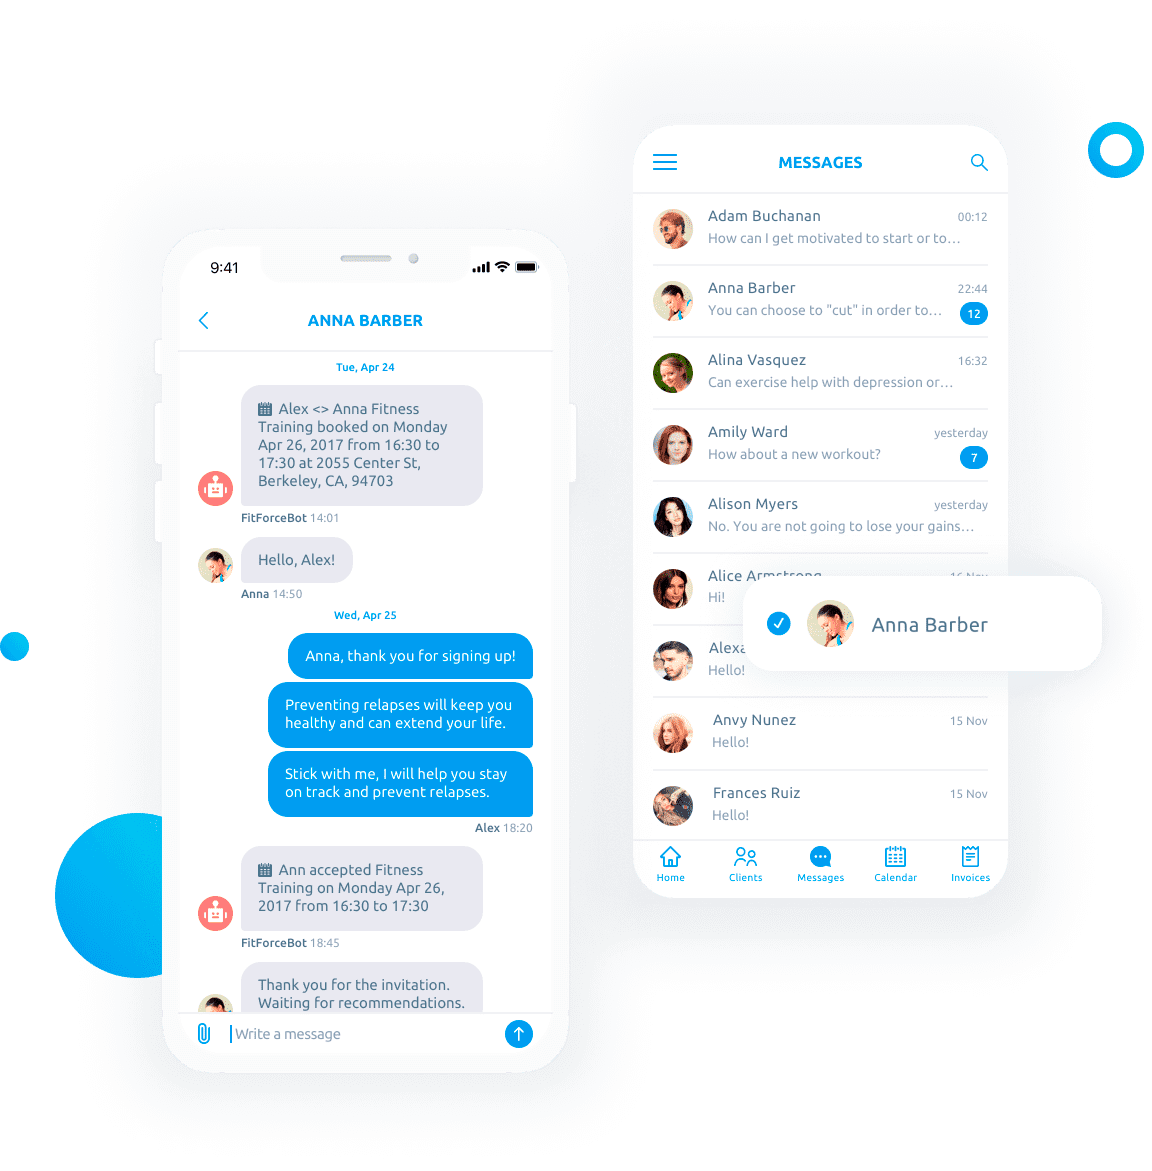 9:41
ANNA BARBER
Tue, Apr 24
Alex <> Anna Fitness
Training booked on Monday
Apr 26, 2017 from 16:30 to
17:30 at 2055 Center St,
Berkeley, CA, 94703
FitForceBot 14:01
Hello, Alex!
Anna 14:50
Wed, Apr 25
Anna, thank you for signing up!
Preventing relapses will keep you
healthy and can extend your life.
Stick with me, I will help you stay
on track and prevent relapses.
Alex 18:20
Ann accepted Fitness
Training on Monday Apr 26,
2017 from 16:30 to 17:30
FitForceBot 18:45
Thank you for the invitation.
Waiting for recommendations.
Write a message
MESSAGES
Adam Buchanan 00:12
How can I get motivated to start or to...
Anna Barber 22:44
You can choose to "cut" in order to... 12
Alina Vasquez 16:32
Can exercise help with depression or...
Amily Ward yesterday
How about a new workout? 7
Alison Myers yesterday
No. You are not going to lose your gains...
Alice Armstrong 16 Nov
Hi!
Anna Barber
Alexa
Hello!
Anvy Nunez 15 Nov
Hello!
Frances Ruiz 15 Nov
Hello!
Home Clients Messages Calendar Invoices